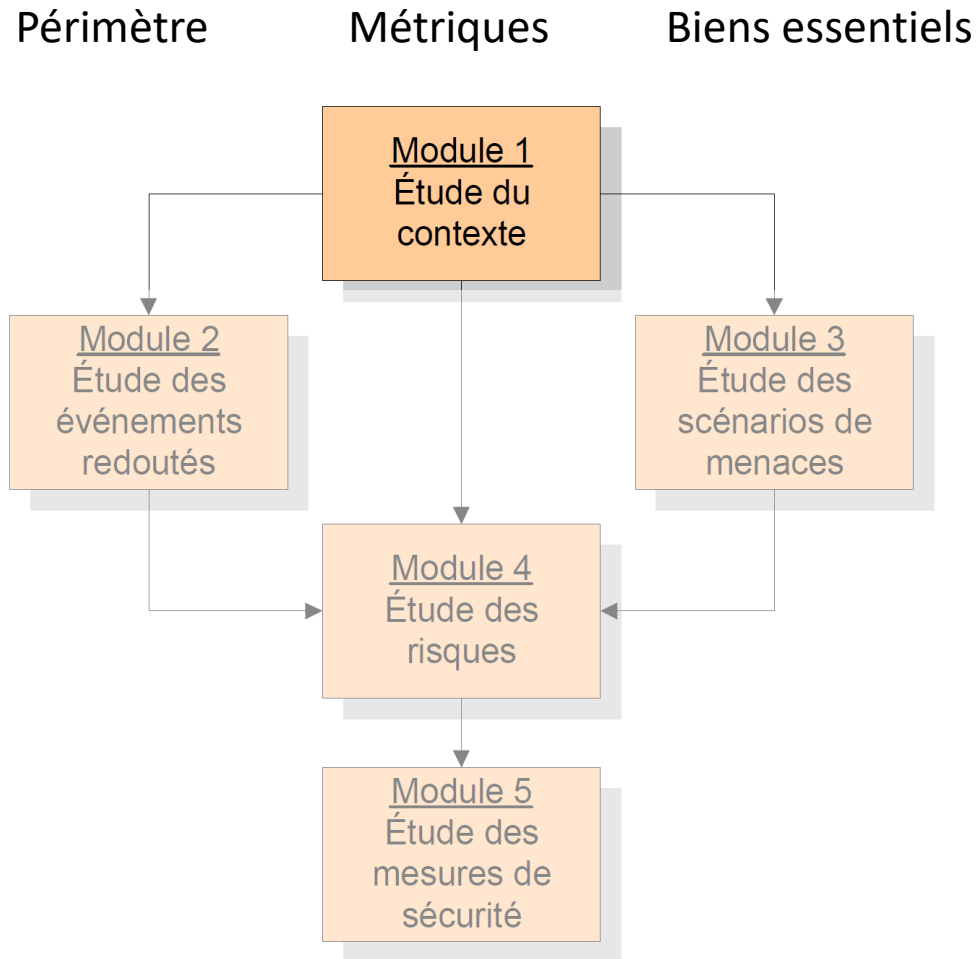 Périmètre
Métriques
Biens essentiels
Module 1
Étude du
contexte
Module 2
Étude des
événements
redoutés
Module 3
Étude des
scénarios de
menaces
Module 4
Étude des
risques
Module 5
Étude des
mesures de
sécurité